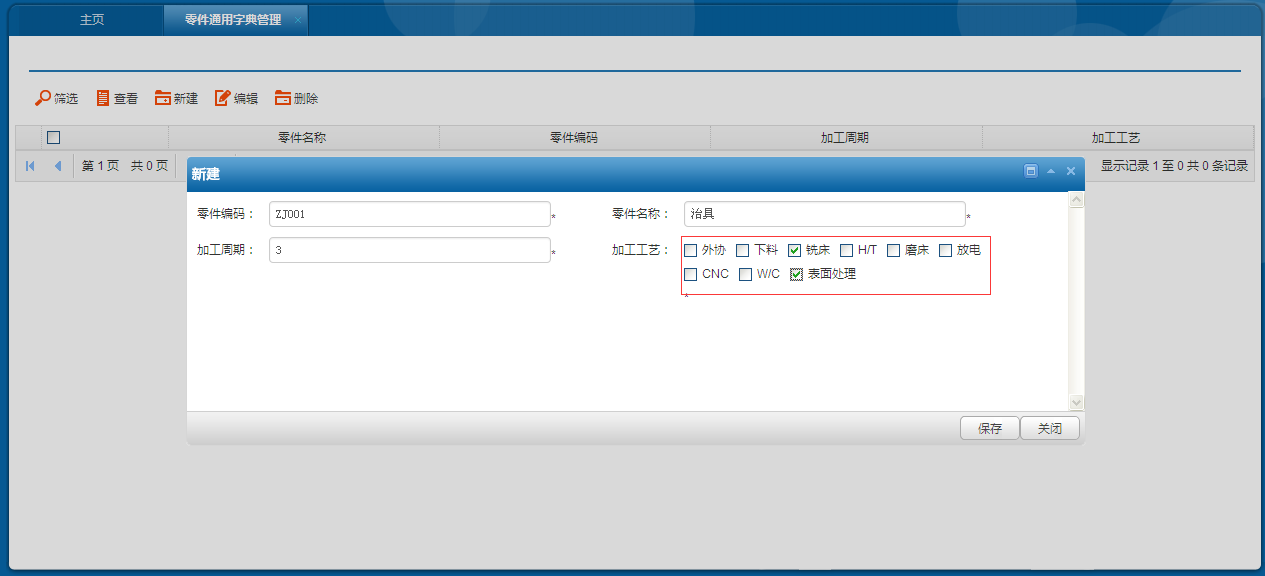 主页 零件通用字典管理
筛选 查看 新建 编辑 删除
零件名称 零件编码 加工周期 加工工艺
第 1 页 共 0 页 显示记录 1 至 0 共 0 条记录
新建
零件编码： ZJ001 * 零件名称： 治具 *
加工周期： 3 * 加工工艺： 外协 下料 铣床 H/T 磨床 放电
CNC W/C 表面处理
*
保存 关闭